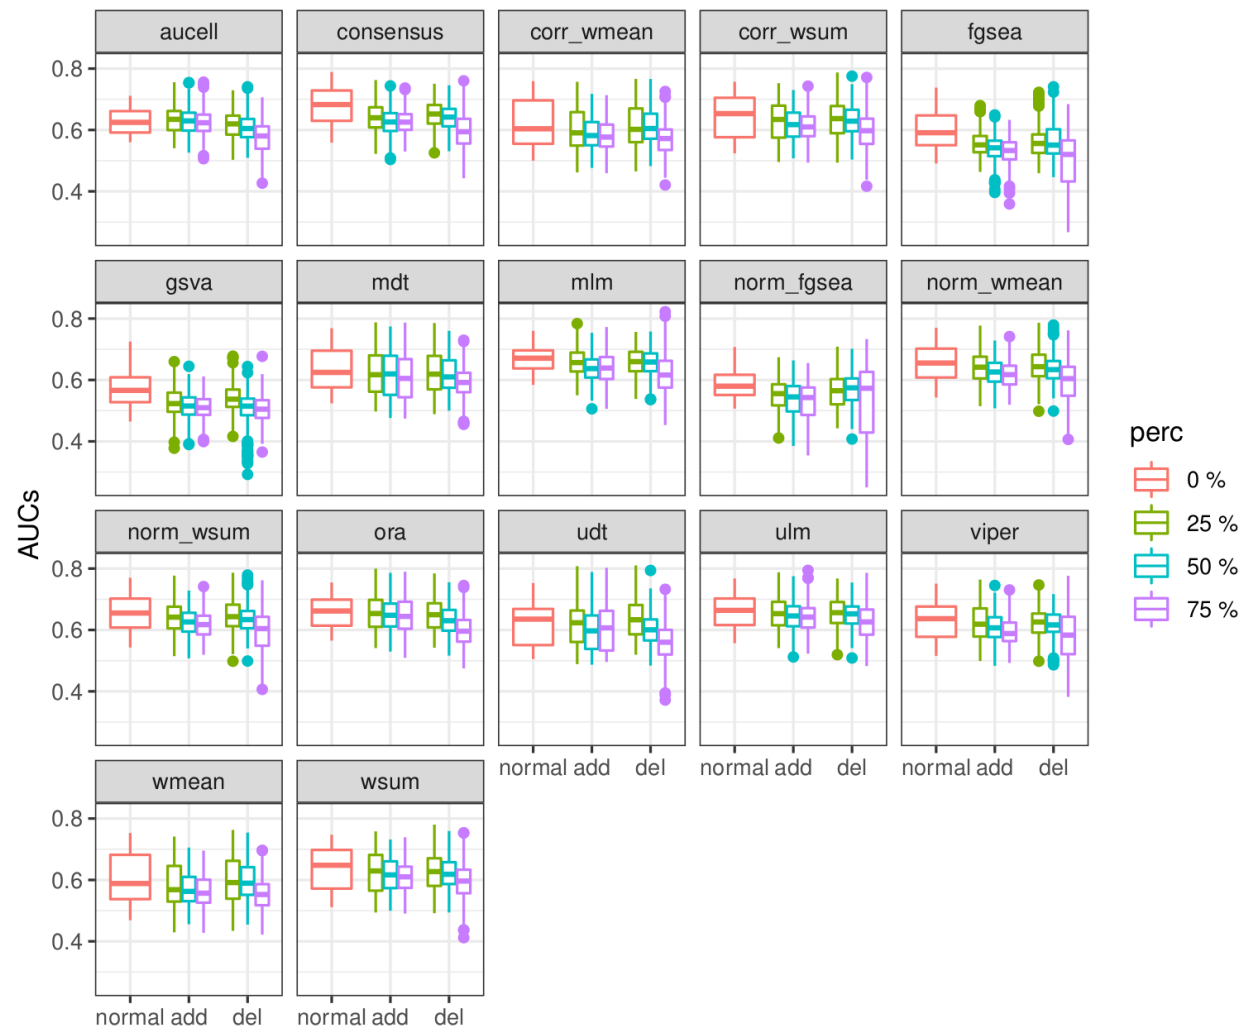 aucell consensus corr_wmean corr_wsum fgsea
0.8
0.6
0.4
gsva mdt mlm norm_fgsea norm_wmean
0.8
0.6
0.4
norm_wsum ora udt ulm viper
0.8
0.6
0.4
normal add del normal add del normal add del
wmean wsum
0.8
0.6
0.4
normal add del normal add del
AUCs
perc
0 %
25 %
50 %
75 %